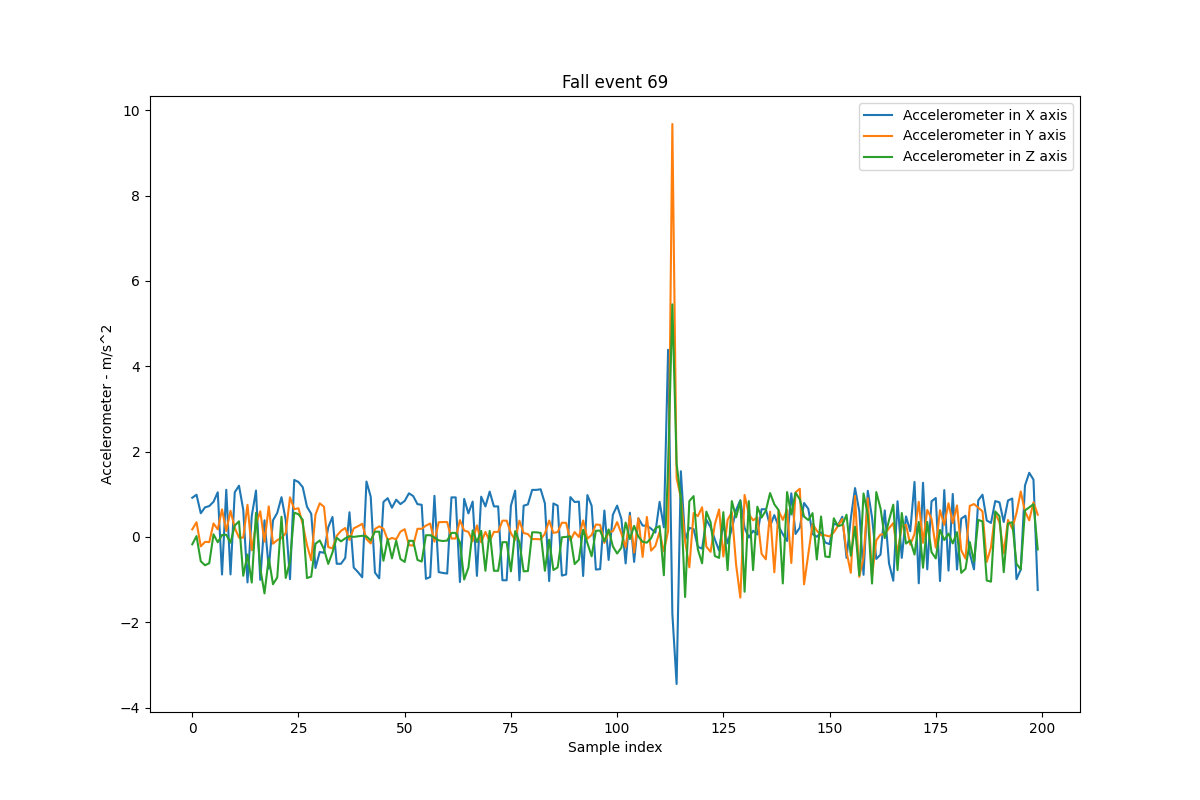 Fall event 69
Accelerometer in X axis
Accelerometer in Y axis
Accelerometer in Z axis
10
8
6
4
2
0
−2
−4
Accelerometer - m/s^2
0 25 50 75 100 125 150 175 200
Sample index